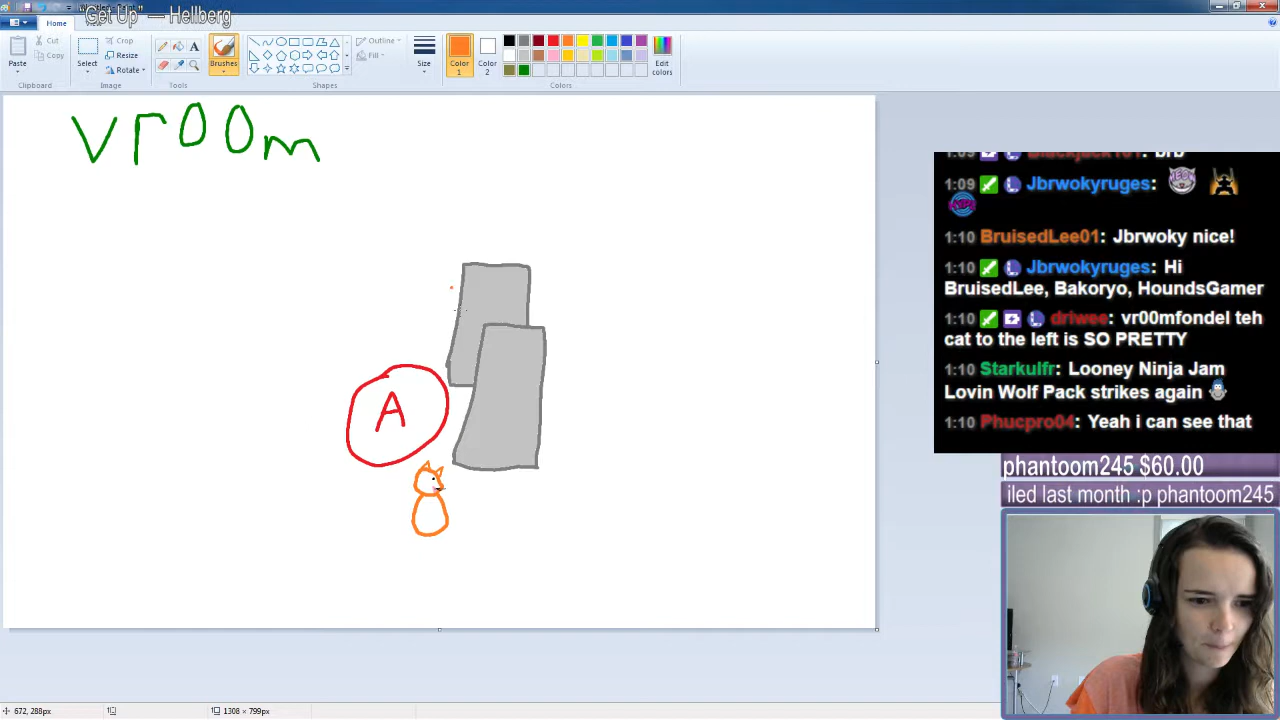 Get Up — Hellberg
Home
Paste
Cut
Copy
Clipboard
Select
Crop
Resize
Rotate
Image
A
Tools
Brushes
Outline
Fill
Shapes
Size
Color 1
Color 2
Edit colors
Colors
vr00m
A
brb
1:09 Jbrwokyruges:
1:10 BruisedLee01: Jbrwoky nice!
1:10 Jbrwokyruges: Hi
BruisedLee, Bakoryo, HoundsGamer
1:10 driwee: vr00mfondel teh
cat to the left is SO PRETTY
1:10 Starkulfr: Looney Ninja Jam
Lovin Wolf Pack strikes again
1:10 Phucpro04: Yeah i can see that
phantoom245 $60.00
iled last month :p phantoom245
672, 288px
1308 × 799px